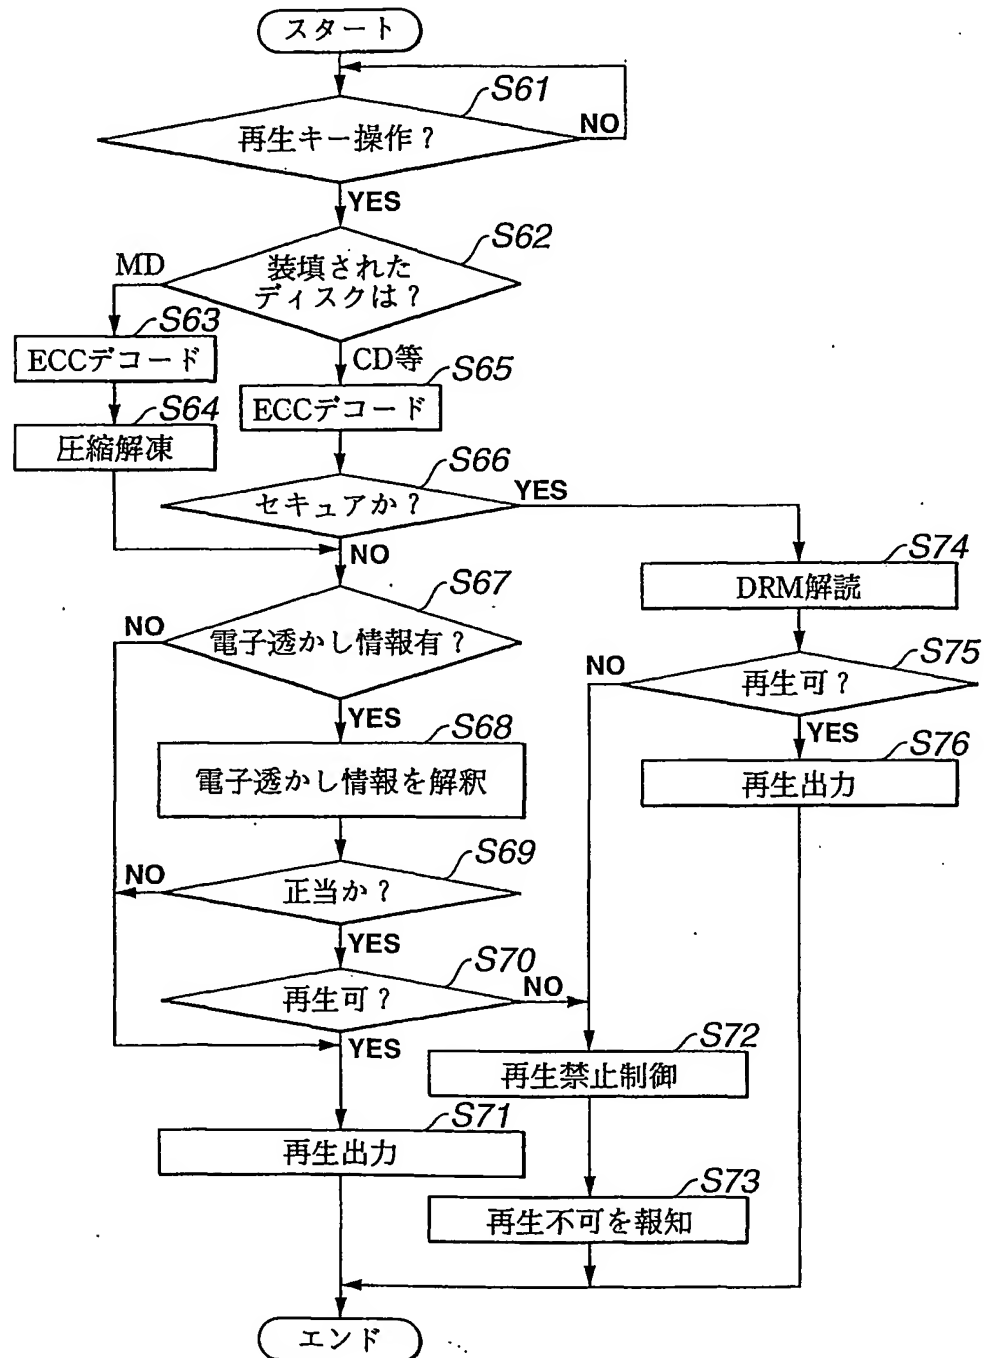 スタート
S61
再生キー操作?
NO
YES
S62
MD
装填された
ディスクは?
S63
ECCデコード
CD等
S65
ECCデコード
S64
圧縮解凍
S66
セキュアか?
YES
NO
S74
DRM解読
S67
NO
電子透かし情報有?
S75
NO
再生可?
YES
S68
YES
S76
電子透かし情報を解釈
再生出力
S69
NO
正当か?
YES
S70
再生可?
NO
YES
S72
再生禁止制御
S71
再生出力
S73
再生不可を報知
エンド